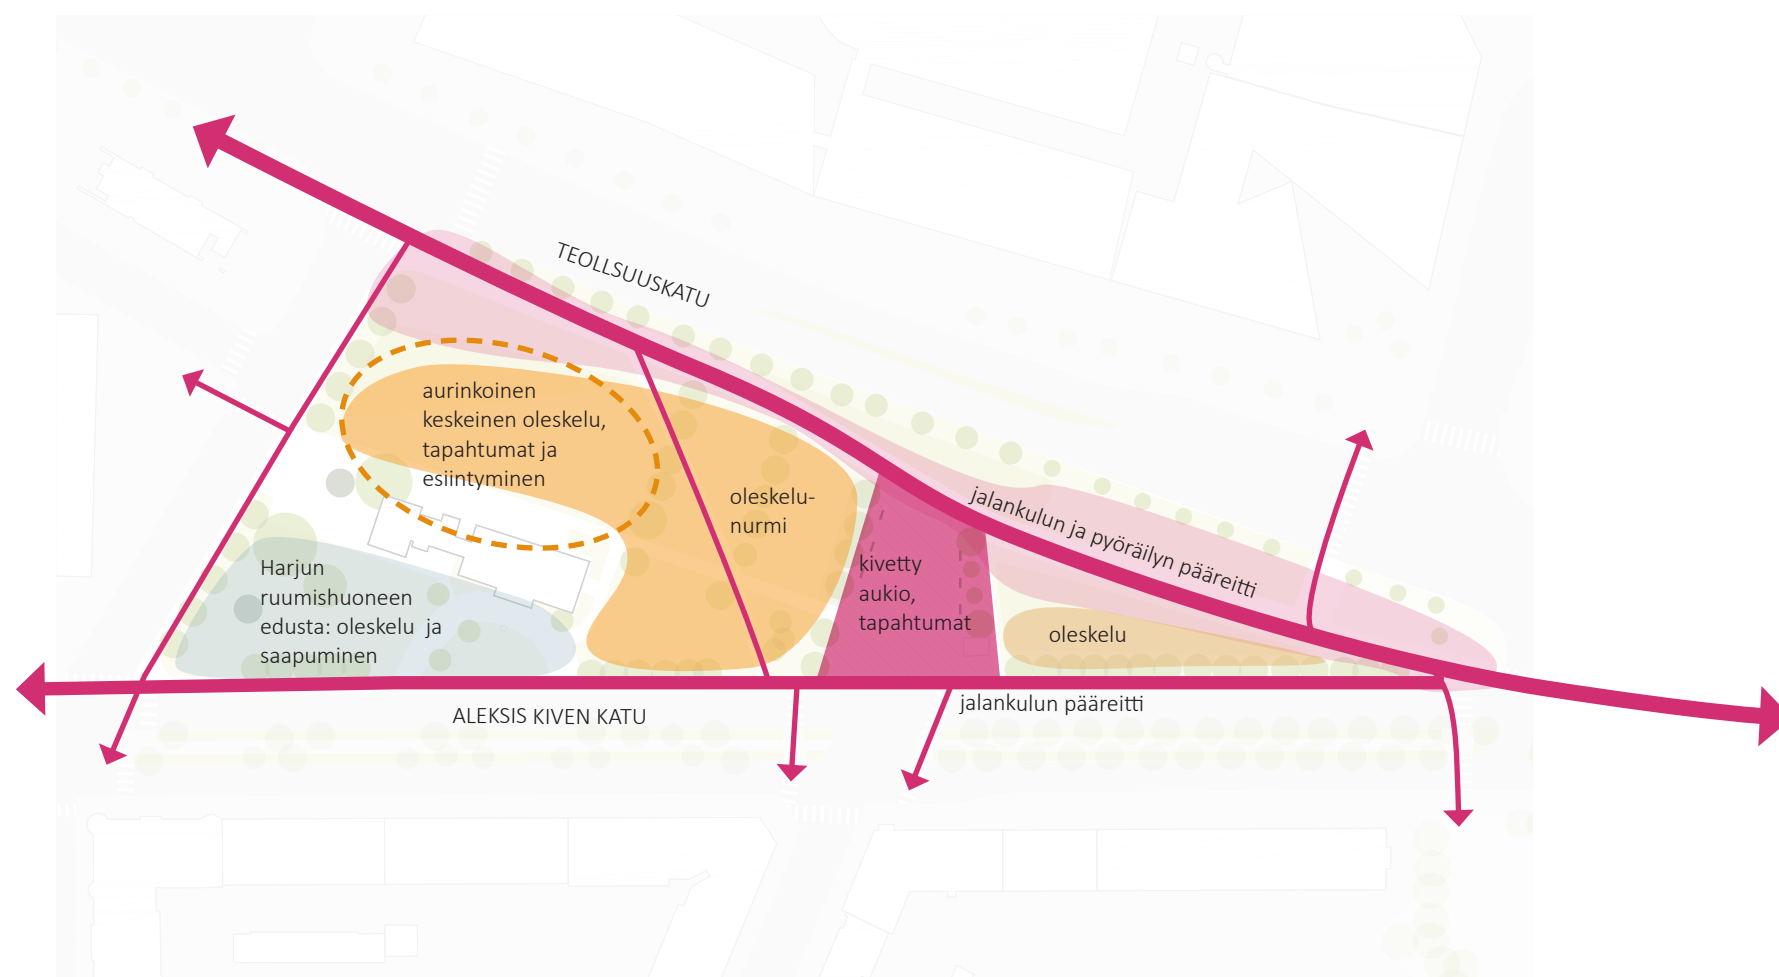 TEOLLSUUSKATU
aurinkoinen
keskeinen oleskelu,
tapahtumat ja
esiintyminen
oleskelu-
nurmi
jalankulun ja pyöräilyn pääreitti
kivetty
aukio,
tapahtumat
Harjun
ruumishuoneen
edusta: oleskelu ja
saapuminen
oleskelu
jalankulun pääreitti
ALEKSIS KIVEN KATU